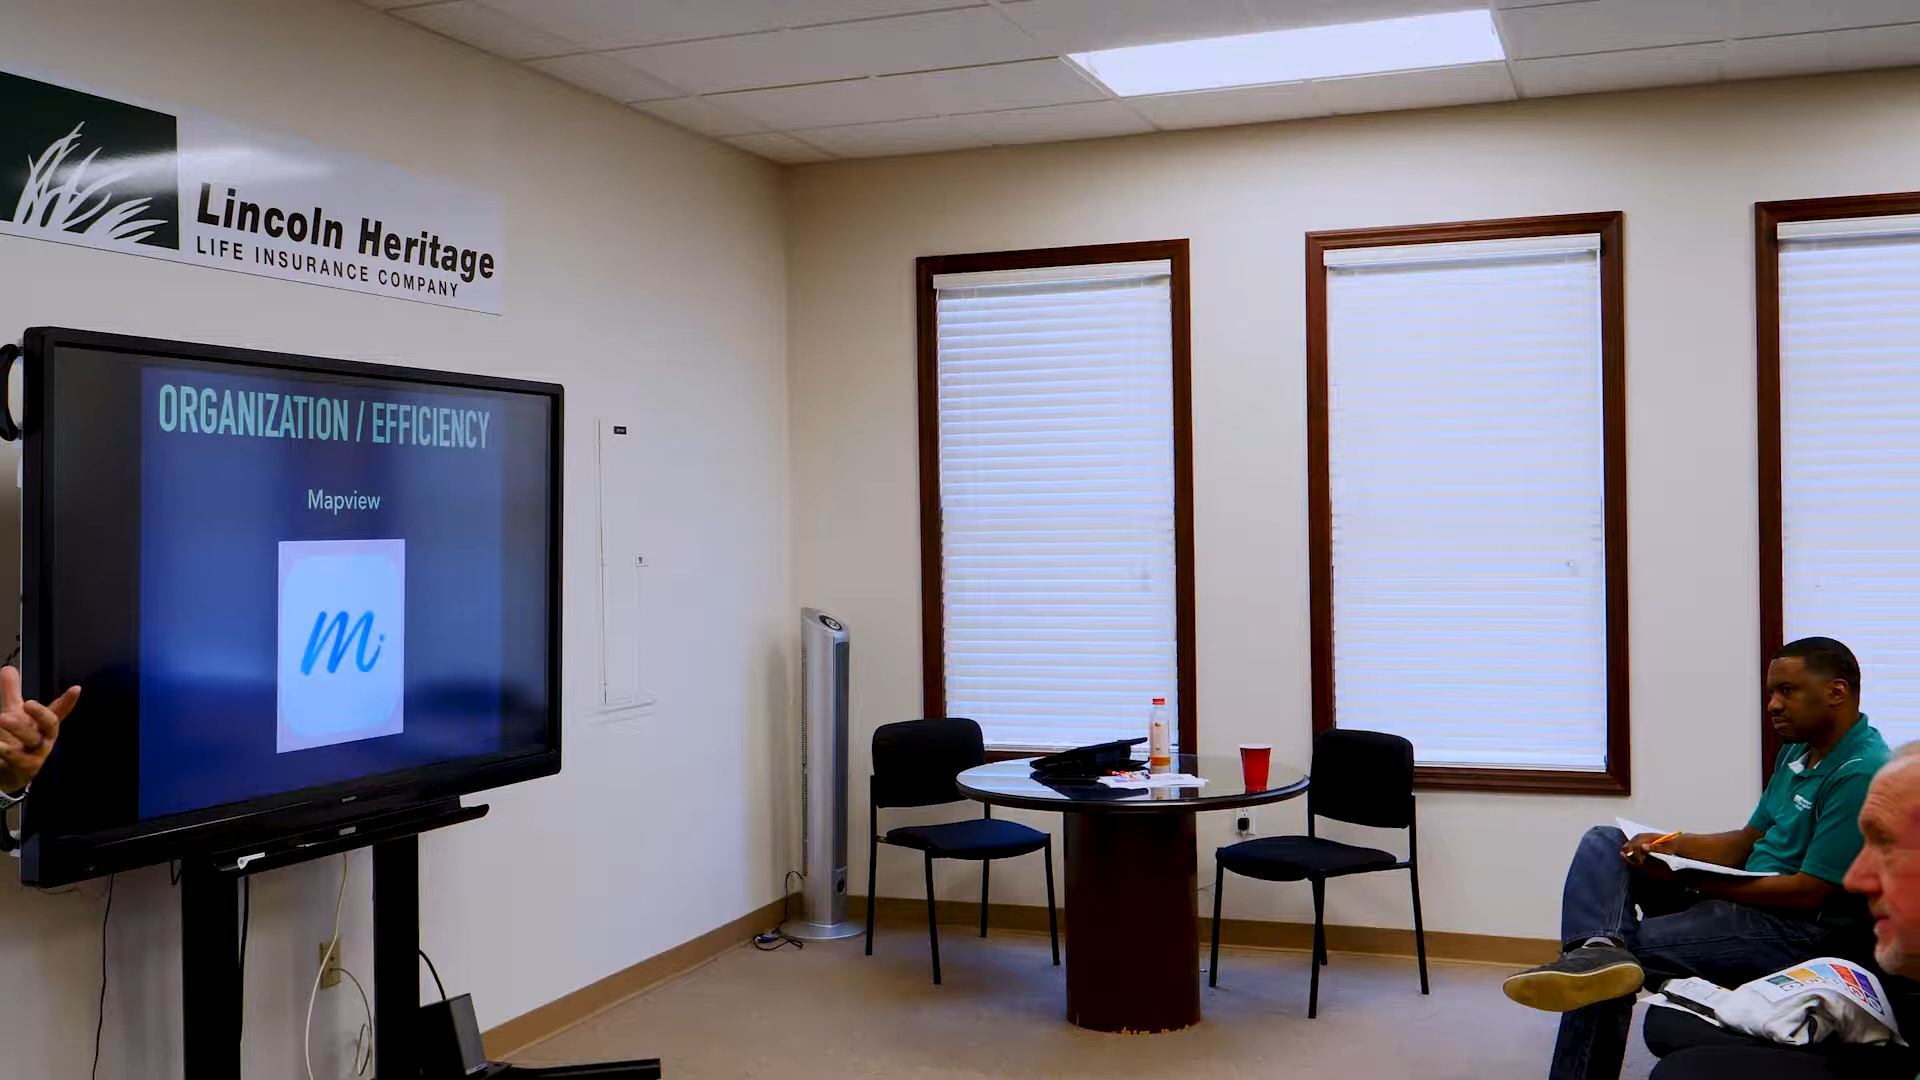 Lincoln Heritage
LIFE INSURANCE COMPANY
ORGANIZATION / EFFICIENCY
Mapview
m